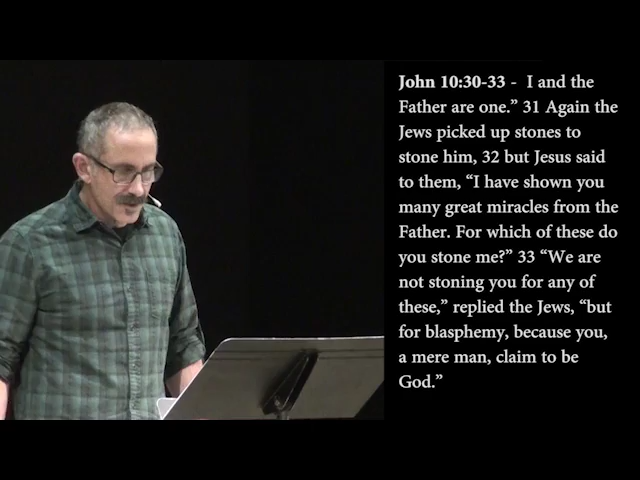 John 10:30-33 -  I and the
Father are one.” 31 Again the
Jews picked up stones to
stone him, 32 but Jesus said
to them, “I have shown you
many great miracles from the
Father. For which of these do
you stone me?” 33 “We are
not stoning you for any of
these,” replied the Jews, “but
for blasphemy, because you,
a mere man, claim to be
God.”